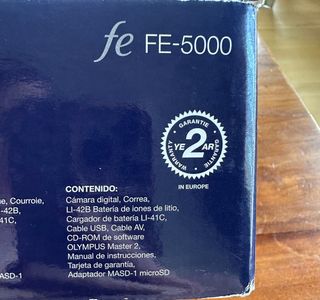 fe FE-5000
GARANTIE
2 YEAR
WARRANTY
GARANTIE
IN EUROPE
CONTENIDO:
Cámara digital, Correa,
LI-42B Batería de iones de litio,
Cargador de batería LI-41C,
Cable USB, Cable AV,
CD-ROM de software
OLYMPUS Master 2,
Manual de instrucciones,
Tarjeta de garantía,
Adaptador MASD-1 microSD
ue, Courroie,
-42B,
41C,
ASD-1